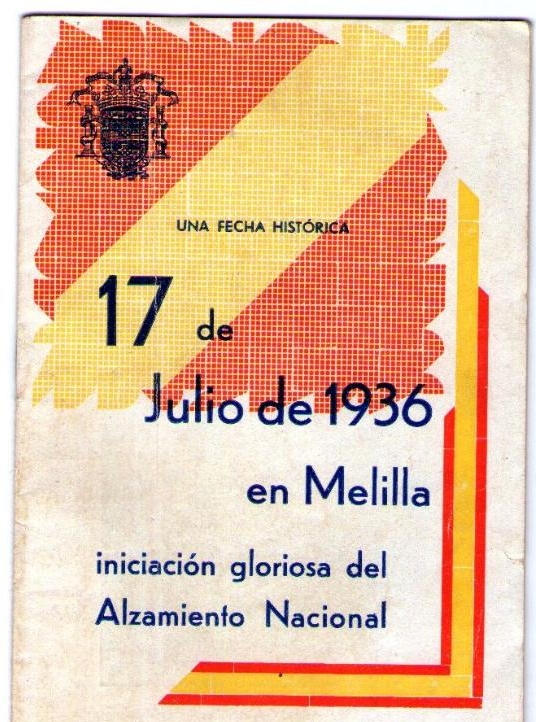 UNA FECHA HISTÓRICA
17 de
Julio de 1936
en Melilla
iniciación gloriosa del
Alzamiento Nacional